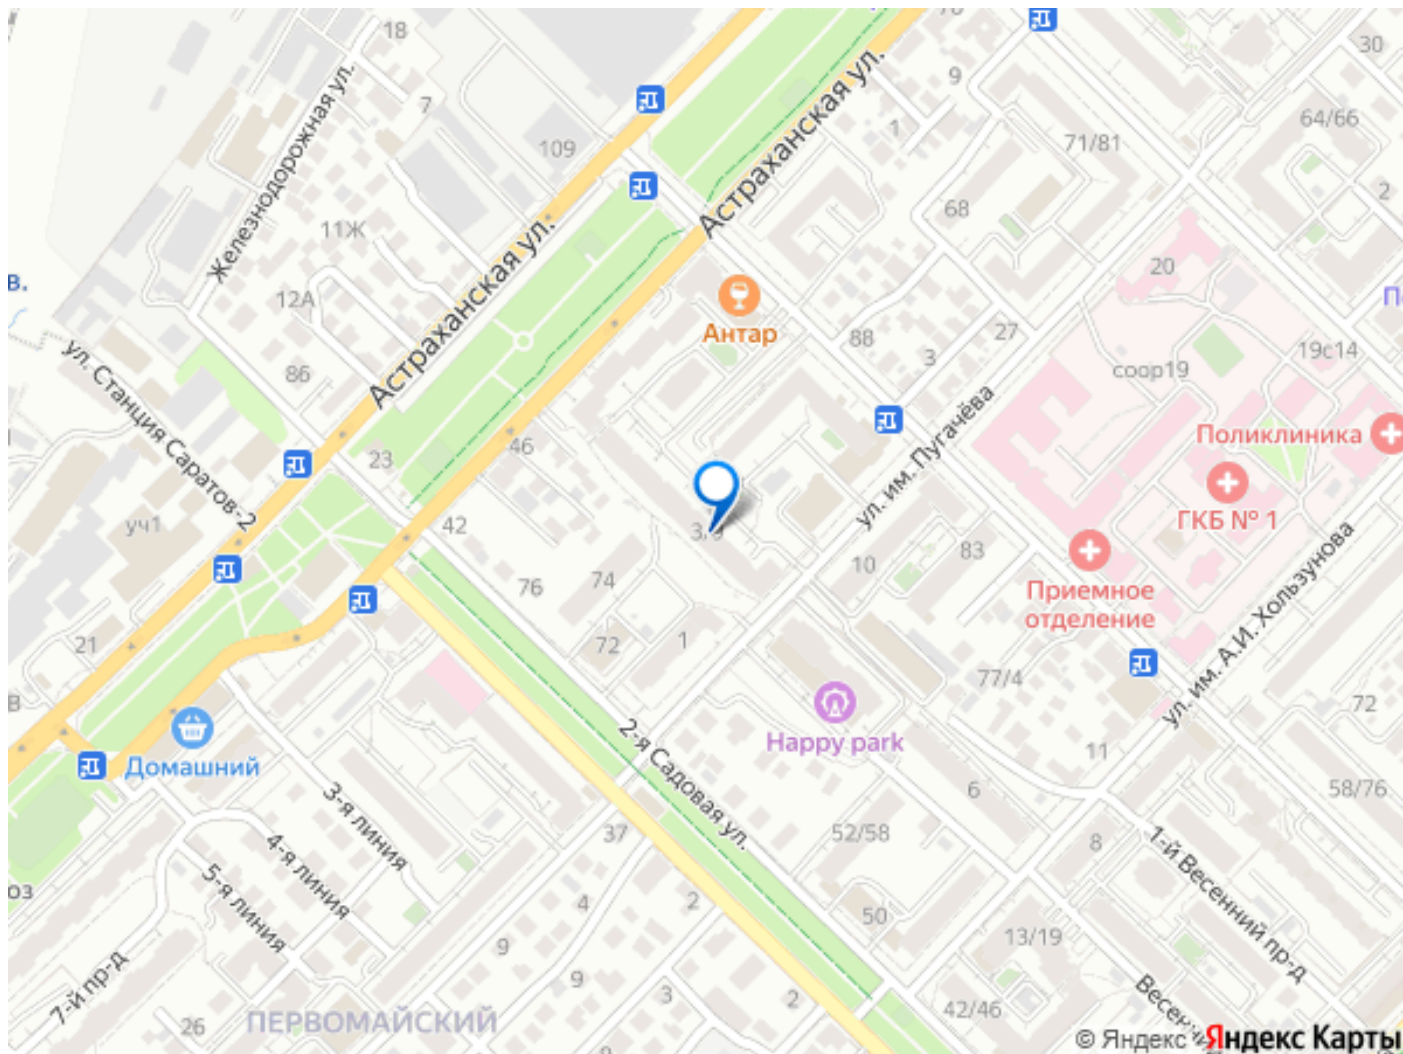 18
30
9
7
1
64/66
71/81
109
Железнодорожная ул.
Астраханская ул.
2
68
11Ж
Астраханская ул.
20
в.
12А
Антар
88
27
3
19с14
соор19
ул. Станция Саратов-2
86
ул. им. Пугачёва
Поликлиника
46
23
ГКБ № 1
уч1
42
83
10
74
76
Приемное
отделение
ул. им. А.И. Хользунова
21
72
1
77/4
72
Happy park
2-я Садовая ул.
11
Домашний
6
58/76
3-я линия
37
52/58
8
4-я линия
1-й Весенний пр-д
5-я линия
4
2
50
9
13/19
7-й пр-д
9
3
2
42/46
26
ПЕРВОМАЙСКИЙ
9
© Яндекс Яндекс Карты